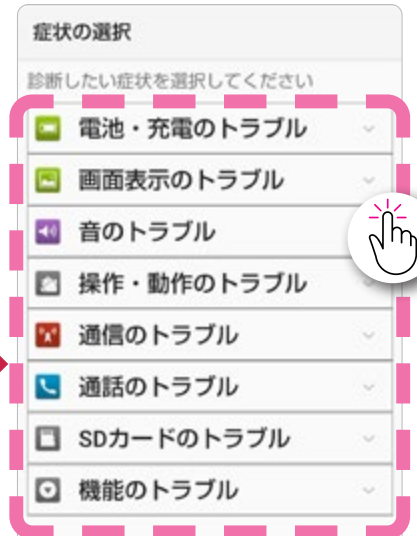 症状の選択
診断したい症状を選択してください
電池・充電のトラブル
画面表示のトラブル
音のトラブル
操作・動作のトラブル
通信のトラブル
通話のトラブル
SDカードのトラブル
機能のトラブル